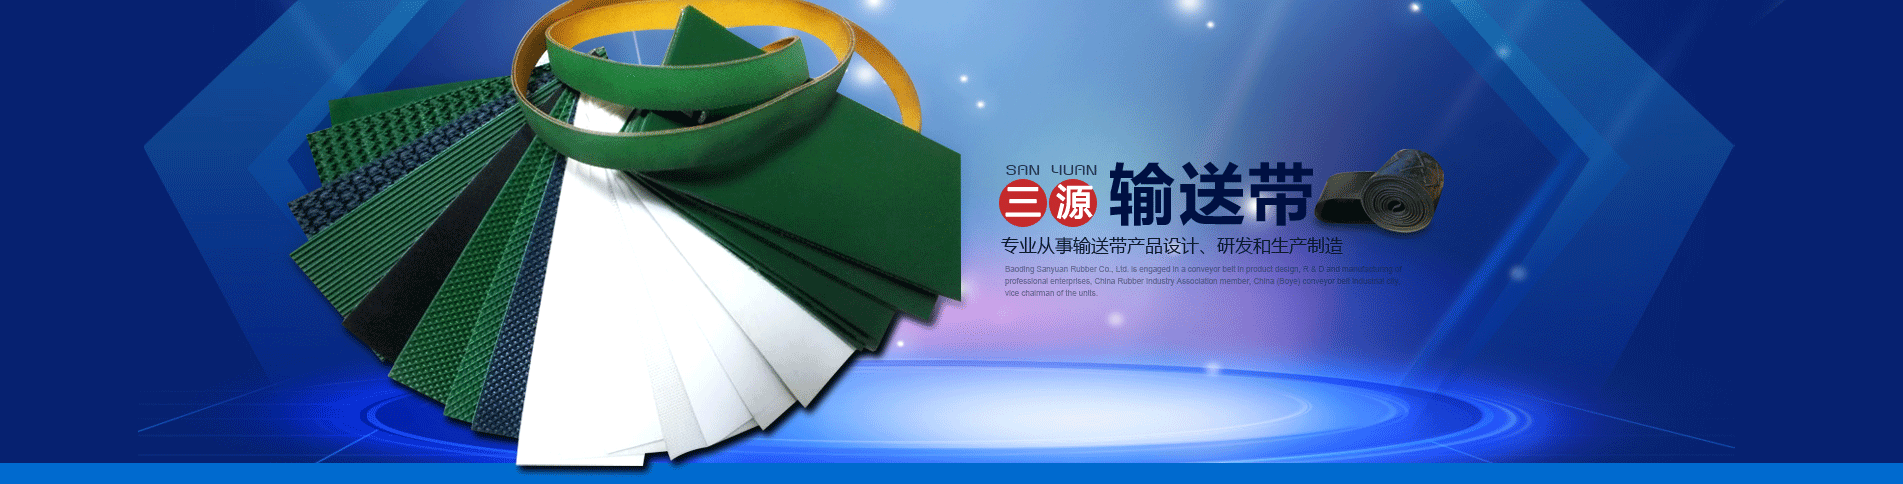 SAN YUAN
三源 输送带
专业从事输送带产品设计、研发和生产制造
Baoding Sanyuan Rubber Co., Ltd. is engaged in a conveyor belt in product design, R & D and manufacturing of
professional enterprises, China Rubber Industry Association member, China (Boye) conveyor belt industrial city,
vice chairman of the units.